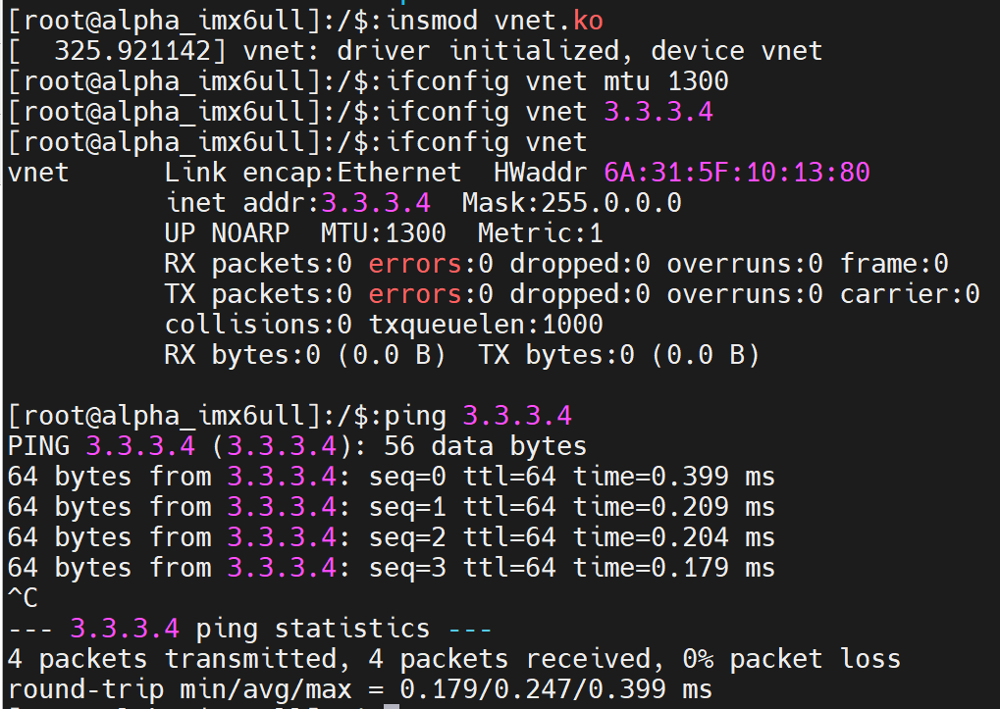 [root@alpha_imx6ull]:/$:insmod vnet.ko
[  325.921142] vnet: driver initialized, device vnet
[root@alpha_imx6ull]:/$:ifconfig vnet mtu 1300
[root@alpha_imx6ull]:/$:ifconfig vnet 3.3.3.4
[root@alpha_imx6ull]:/$:ifconfig vnet
vnet      Link encap:Ethernet  HWaddr 6A:31:5F:10:13:80
          inet addr:3.3.3.4  Mask:255.0.0.0
          UP NOARP  MTU:1300  Metric:1
          RX packets:0 errors:0 dropped:0 overruns:0 frame:0
          TX packets:0 errors:0 dropped:0 overruns:0 carrier:0
          collisions:0 txqueuelen:1000
          RX bytes:0 (0.0 B)  TX bytes:0 (0.0 B)

[root@alpha_imx6ull]:/$:ping 3.3.3.4
PING 3.3.3.4 (3.3.3.4): 56 data bytes
64 bytes from 3.3.3.4: seq=0 ttl=64 time=0.399 ms
64 bytes from 3.3.3.4: seq=1 ttl=64 time=0.209 ms
64 bytes from 3.3.3.4: seq=2 ttl=64 time=0.204 ms
64 bytes from 3.3.3.4: seq=3 ttl=64 time=0.179 ms
^C
--- 3.3.3.4 ping statistics ---
4 packets transmitted, 4 packets received, 0% packet loss
round-trip min/avg/max = 0.179/0.247/0.399 ms